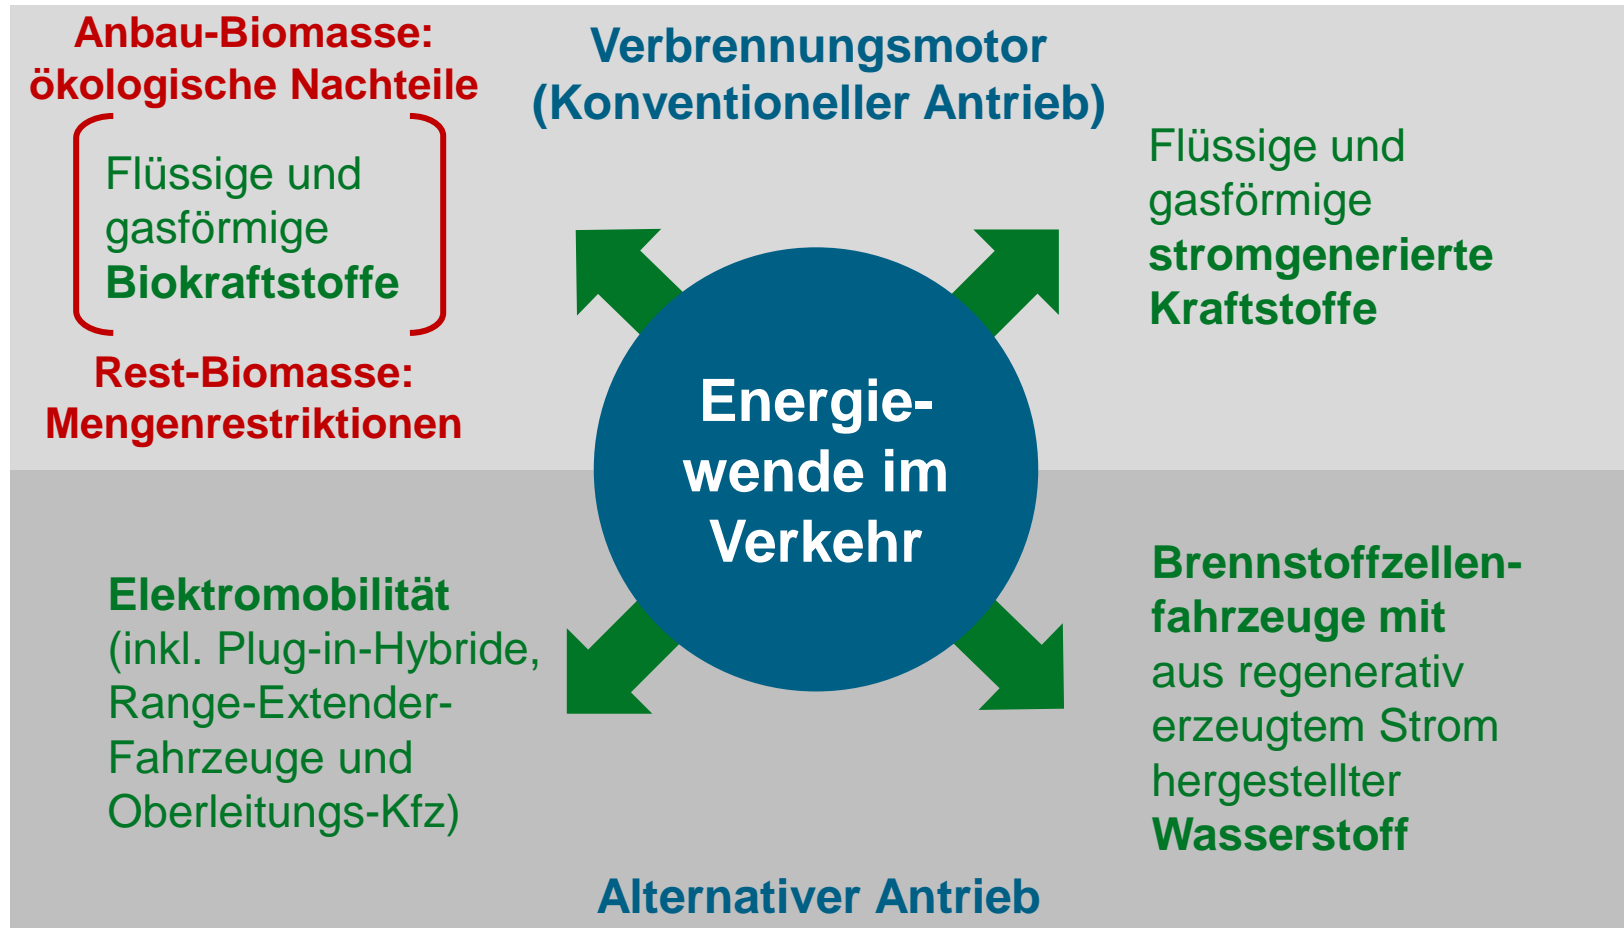 Anbau-Biomasse:
ökologische Nachteile
Flüssige und
gasförmige
Biokraftstoffe
Rest-Biomasse:
Mengenrestriktionen
Verbrennungsmotor
(Konventioneller Antrieb)
Flüssige und
gasförmige
stromgenerierte
Kraftstoffe
Energie-
wende im
Verkehr
Elektromobilität
(inkl. Plug-in-Hybride,
Range-Extender-
Fahrzeuge und
Oberleitungs-Kfz)
Brennstoffzellen-
fahrzeuge mit
aus regenerativ
erzeugtem Strom
hergestellter
Wasserstoff
Alternativer Antrieb